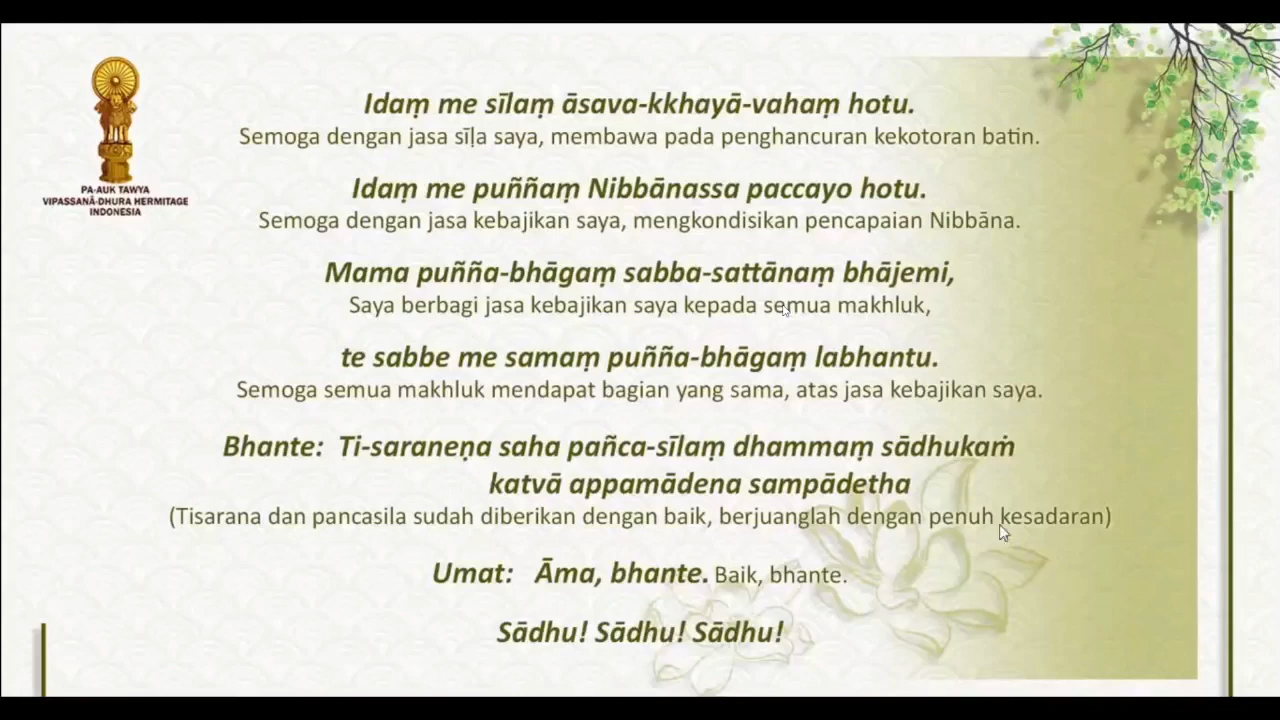 PA-AUK TAWYA
VIPASSANĀ-DHURA HERMITAGE
INDONESIA
Idaṃ me sīlaṃ āsava-kkhayā-vahaṃ hotu.
Semoga dengan jasa sīḷa saya, membawa pada penghancuran kekotoran batin.
Idaṃ me puññaṃ Nibbānassa paccayo hotu.
Semoga dengan jasa kebajikan saya, mengkondisikan pencapaian Nibbāna.
Mama puñña-bhāgaṃ sabba-sattānaṃ bhājemi,
Saya berbagi jasa kebajikan saya kepada semua makhluk,
te sabbe me samaṃ puñña-bhāgaṃ labhantu.
Semoga semua makhluk mendapat bagian yang sama, atas jasa kebajikan saya.
Bhante: Ti-saraneṇa saha pañca-sīlaṃ dhammaṃ sādhukaṁ
katvā appamādena sampādetha
(Tisarana dan pancasila sudah diberikan dengan baik, berjuanglah dengan penuh kesadaran)
Umat: Āma, bhante. Baik, bhante.
Sādhu! Sādhu! Sādhu!